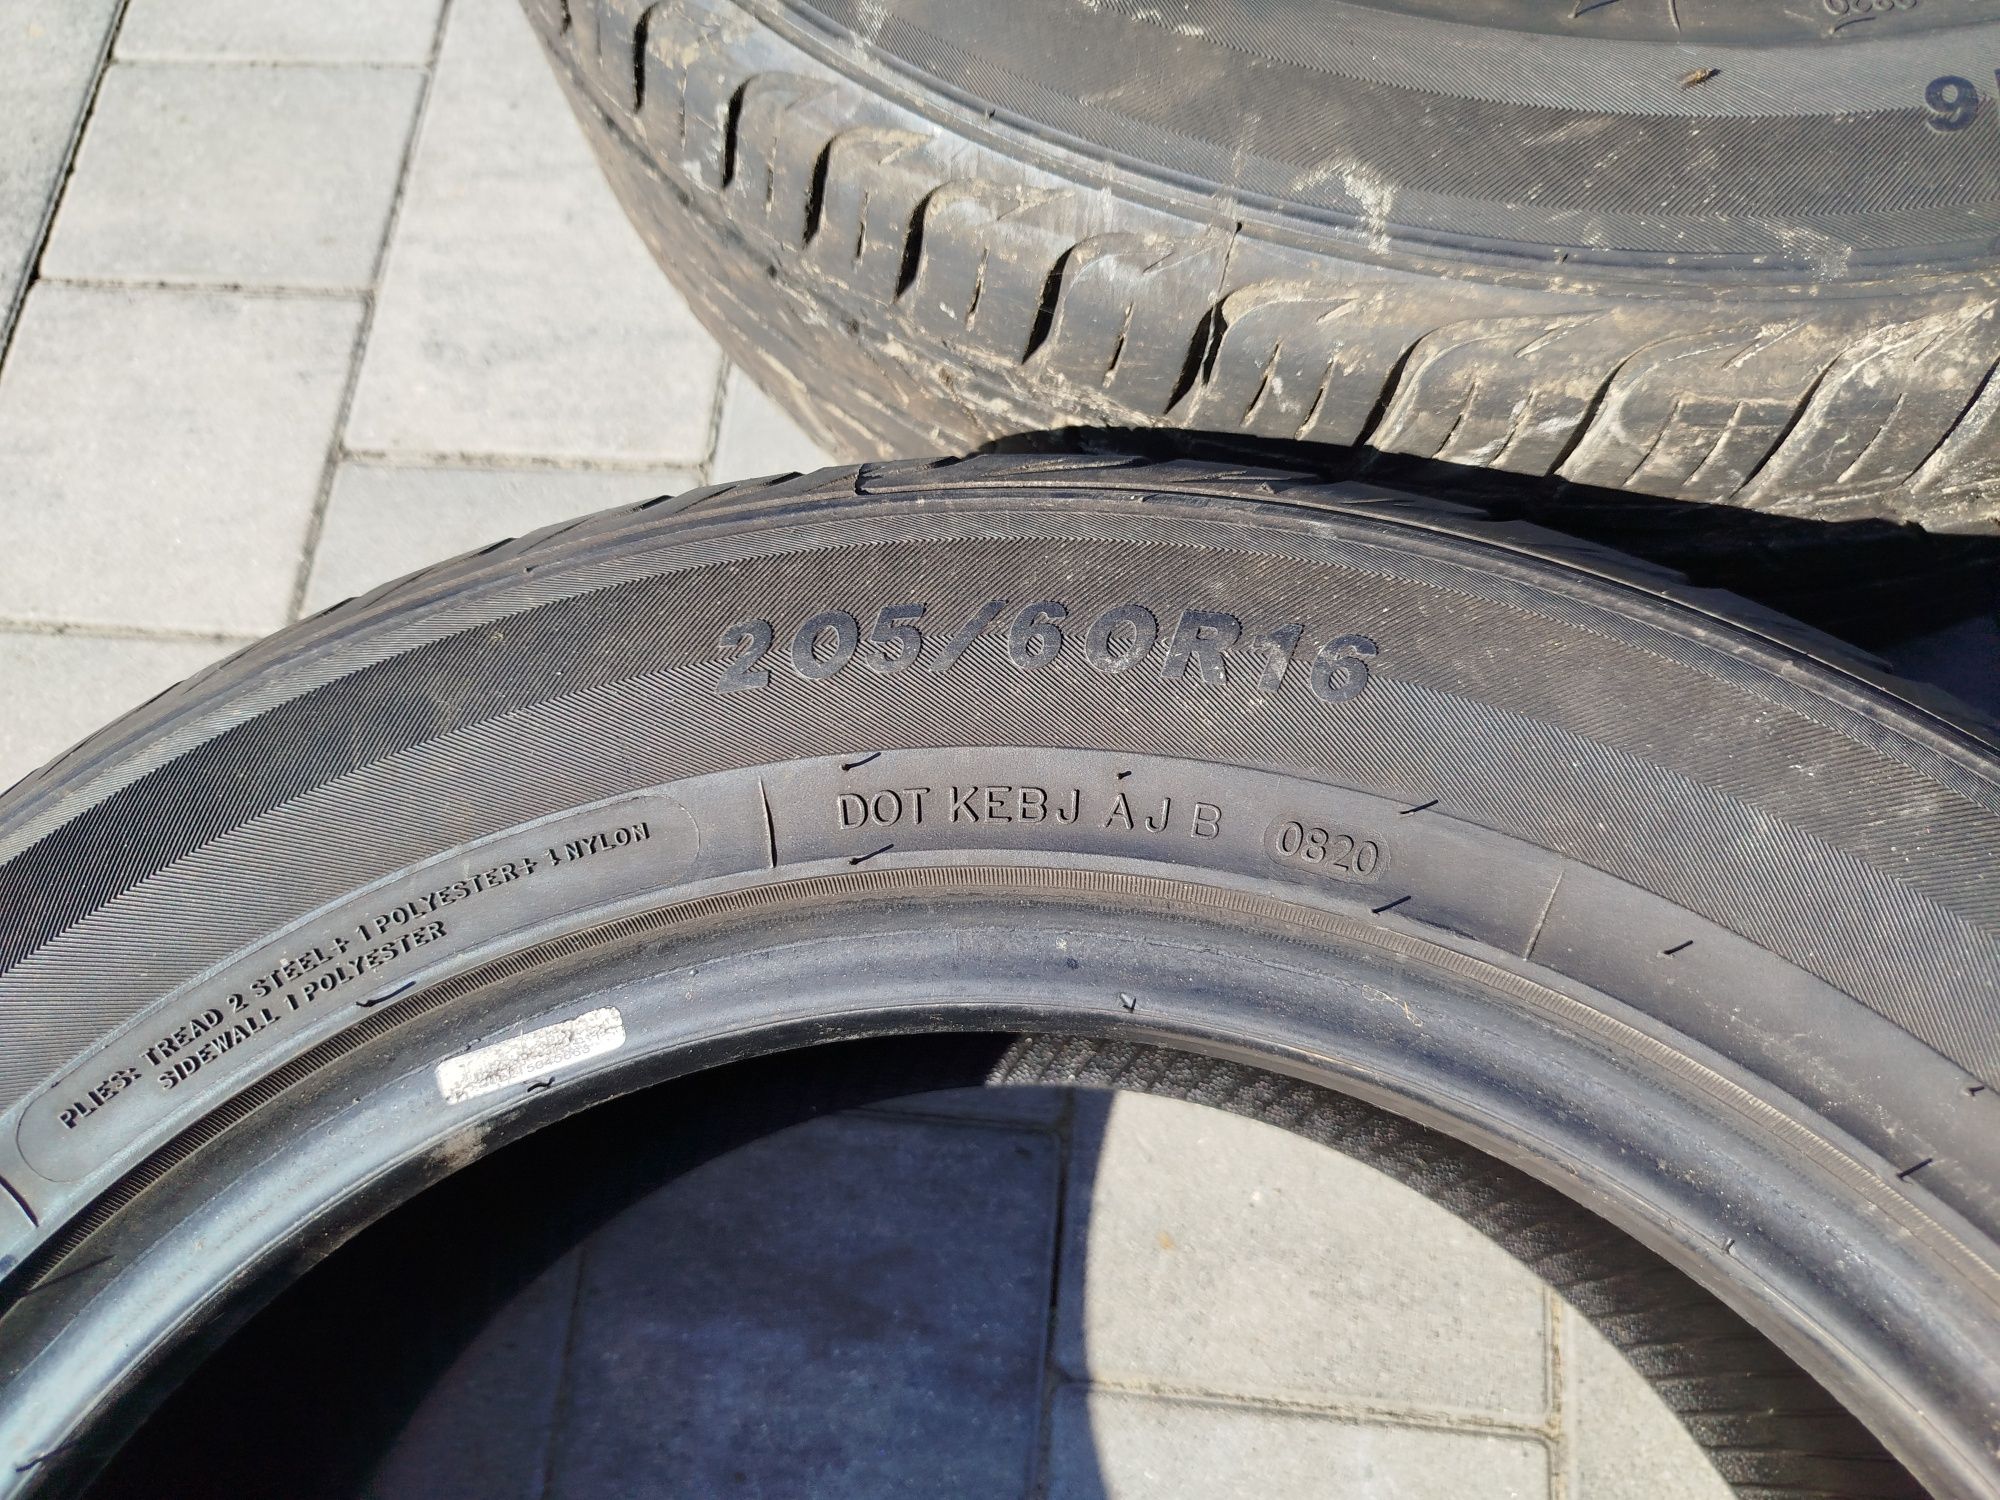 205/60R16
DOT KEBJ AJ B 0820
PLIES: TREAD 2 STEEL + 1 POLYESTER + 1 NYLON
SIDEWALL 1 POLYESTER